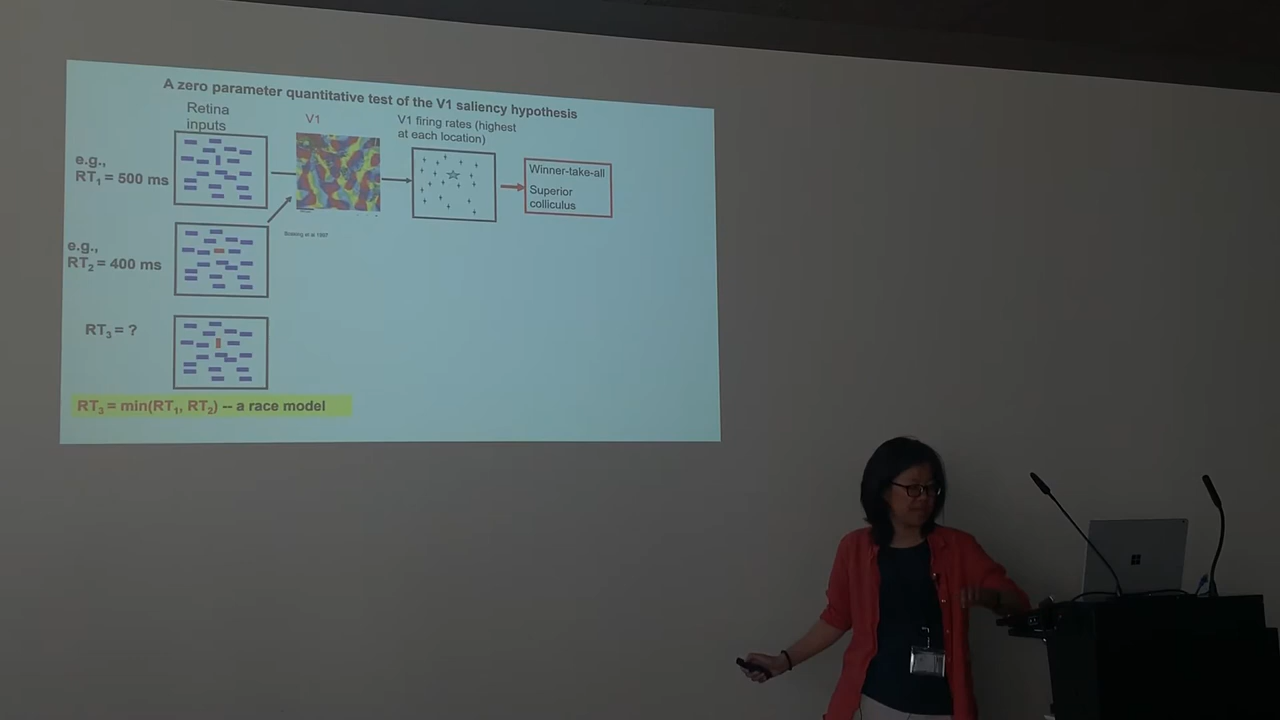 A zero parameter quantitative test of the V1 saliency hypothesis
Retina
inputs
V1
V1 firing rates (highest
at each location)
e.g.,
RT1 = 500 ms
Winner-take-all
Superior
colliculus
e.g.,
RT2 = 400 ms
RT3 = ?
RT3 = min(RT1, RT2) -- a race model